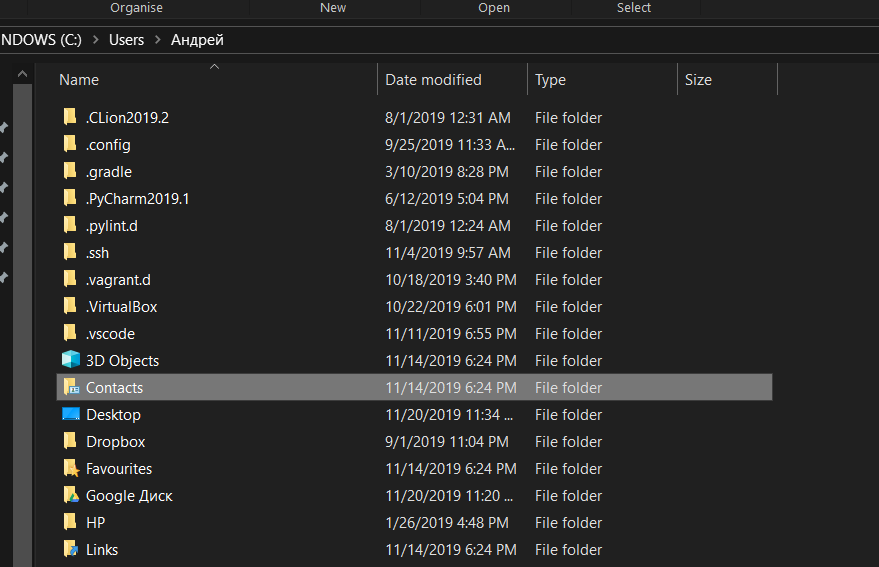 Organise New Open Select
NDOWS (C:) > Users > Андрей
Name Date modified Type Size
.CLion2019.2 8/1/2019 12:31 AM File folder
.config 9/25/2019 11:33 A... File folder
.gradle 3/10/2019 8:28 PM File folder
.PyCharm2019.1 6/12/2019 5:04 PM File folder
.pylint.d 8/1/2019 12:24 AM File folder
.ssh 11/4/2019 9:57 AM File folder
.vagrant.d 10/18/2019 3:40 PM File folder
.VirtualBox 10/22/2019 6:01 PM File folder
.vscode 11/11/2019 6:55 PM File folder
3D Objects 11/14/2019 6:24 PM File folder
Contacts 11/14/2019 6:24 PM File folder
Desktop 11/20/2019 11:34 ... File folder
Dropbox 9/1/2019 11:04 PM File folder
Favourites 11/14/2019 6:24 PM File folder
Google Диск 11/20/2019 11:20 ... File folder
HP 1/26/2019 4:48 PM File folder
Links 11/14/2019 6:24 PM File folder